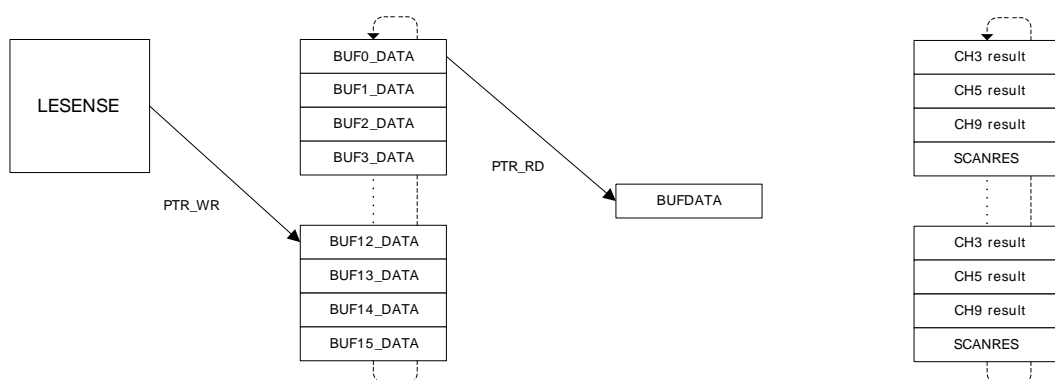 LESENSE
PTR_WR
BUF0_DATA
BUF1_DATA
BUF2_DATA
BUF3_DATA
BUF12_DATA
BUF13_DATA
BUF14_DATA
BUF15_DATA
PTR_RD
BUFDATA
CH3 result
CH5 result
CH9 result
SCANRES
CH3 result
CH5 result
CH9 result
SCANRES